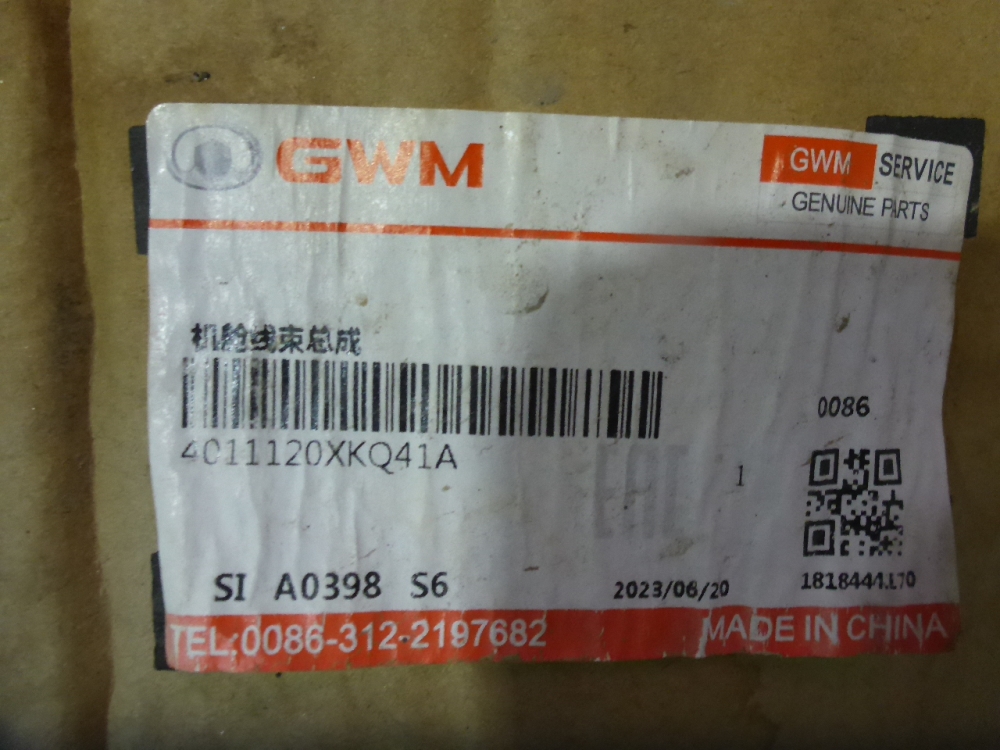 GWM
GWM SERVICE
GENUINE PARTS
机舱线束总成
4011120XKQ41A
0086
EAC
1
SI A0398 S6
2023/06/20
TEL:0086-312-2197682
MADE IN CHINA